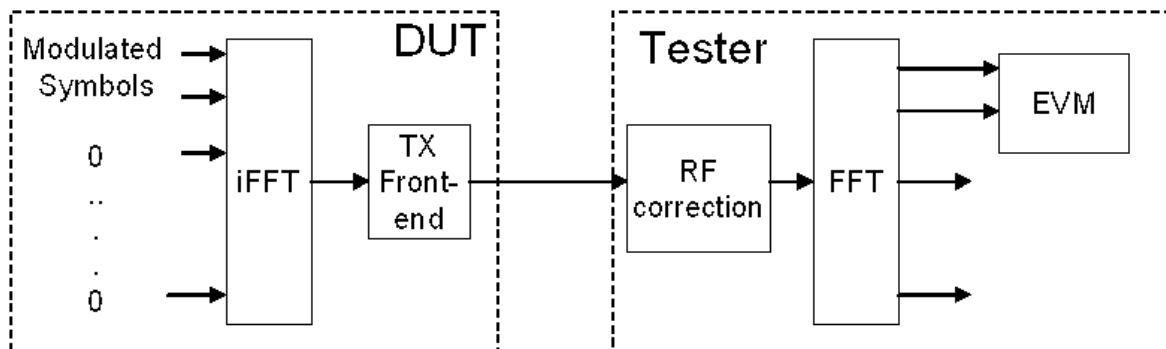 DUT
Modulated
Symbols
0
..
.
.
0
iFFT
TX
Front-
end
Tester
RF
correction
FFT
EVM